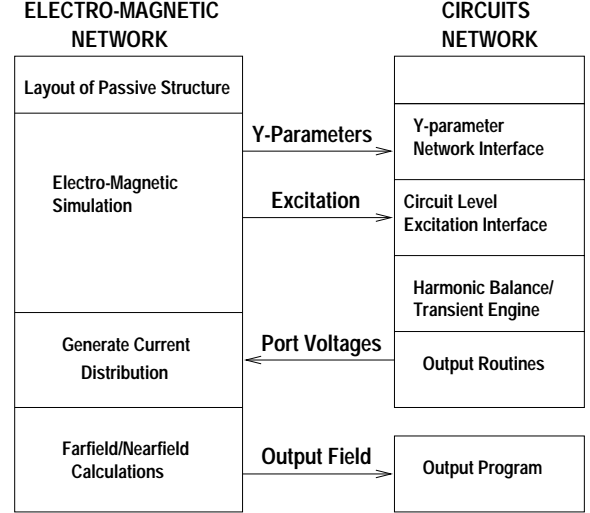 ELECTRO-MAGNETIC
NETWORK
CIRCUITS
NETWORK
Layout of Passive Structure
Y-Parameters
Y-parameter
Network Interface
Electro-Magnetic
Simulation
Excitation
Circuit Level
Excitation Interface
Harmonic Balance/
Transient Engine
Generate Current
Distribution
Port Voltages
Output Routines
Farfield/Nearfield
Calculations
Output Field
Output Program